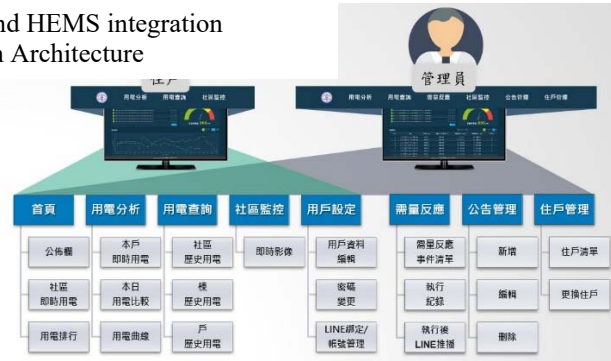 nd HEMS integration
n Architecture
住戶
管理員
用電分析 用電查詢 社區監控
用電分析 用電查詢 需量反應 社區監控 公告管理 住戶管理
首頁 用電分析 用電查詢 社區監控 用戶設定 需量反應 公告管理 住戶管理
公佈欄
本戶
即時用電
社區
歷史用電
即時影像
用戶資料
編輯
需量反應
事件清單
新增
住戶清單
社區
即時用電
本日
用電比較
棟
歷史用電
密碼
變更
執行
紀錄
編輯
更換住戶
用電排行
用電曲線
戶
歷史用電
LINE綁定/
帳號管理
執行後
LINE推播
刪除